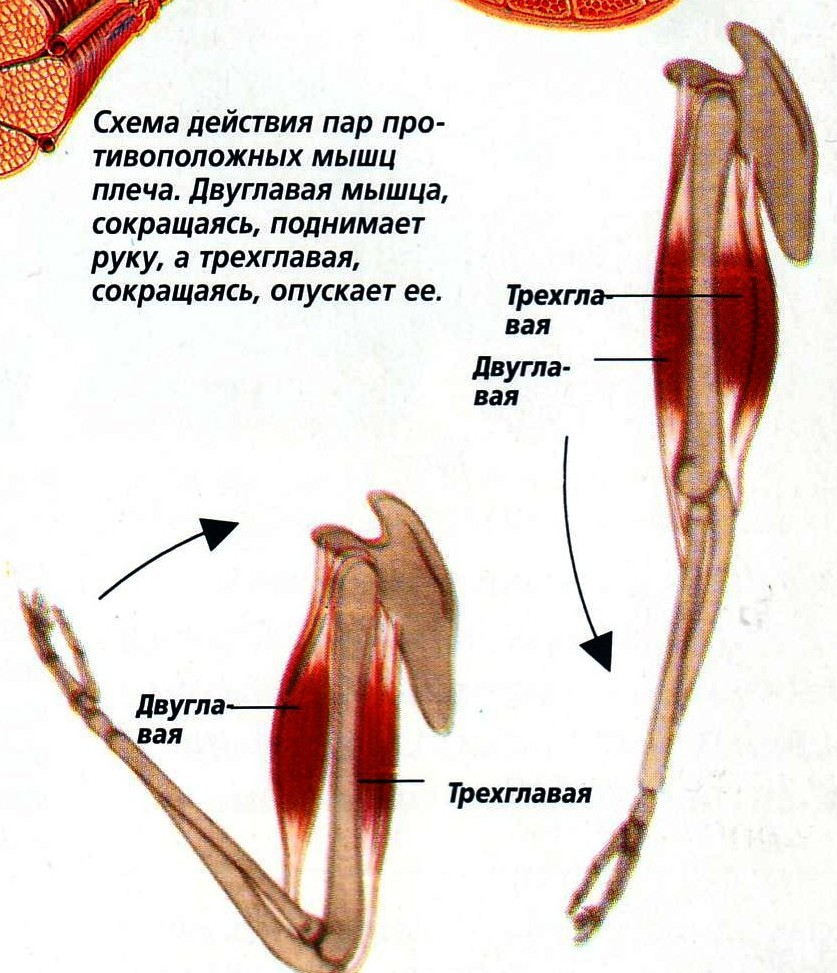 Схема действия пар про-
тивоположных мышц
плеча. Двуглавая мышца,
сокращаясь, поднимает
руку, а трехглавая,
сокращаясь, опускает ее.
Трехгла-
вая
Двугла-
вая
Двугла-
вая
Трехглавая